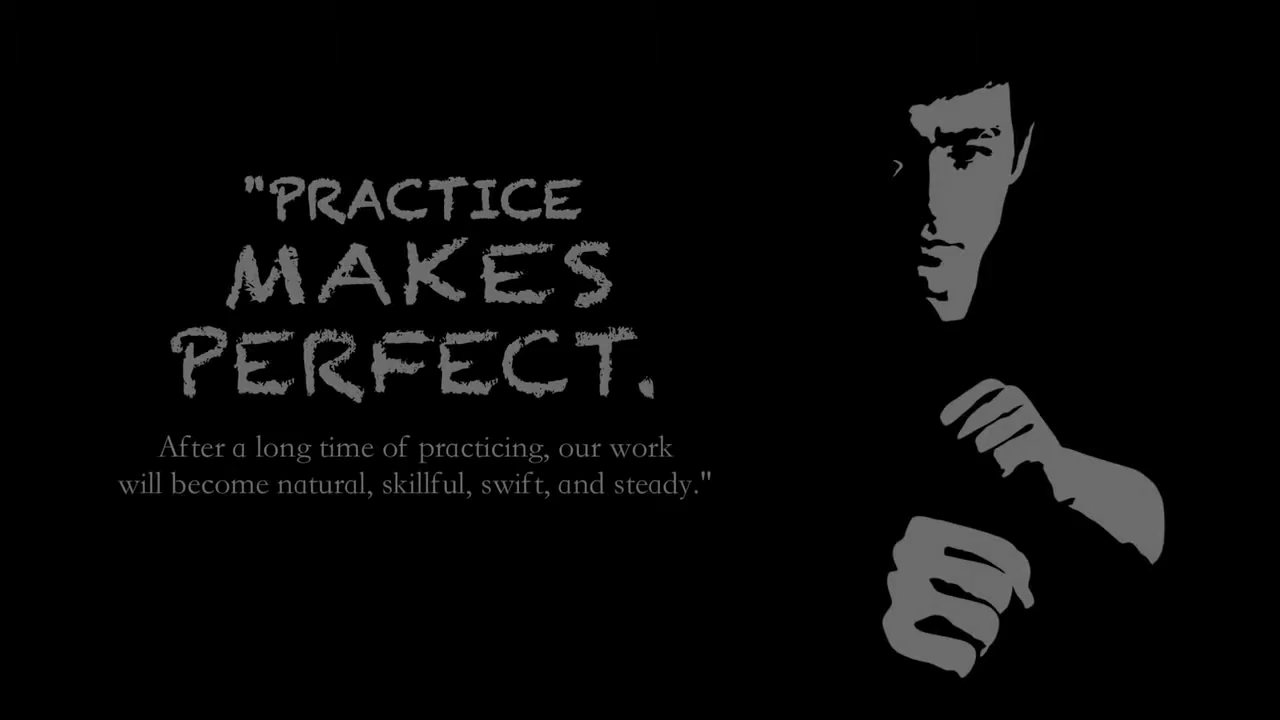 "PRACTICE
MAKES
PERFECT.
After a long time of practicing, our work
will become natural, skillful, swift, and steady."